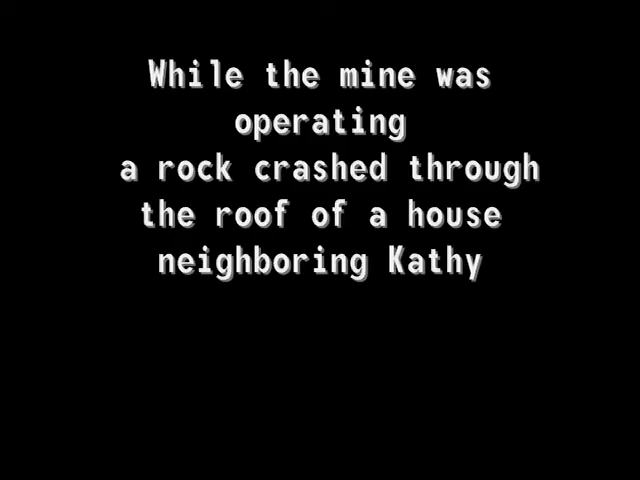 While the mine was
operating
a rock crashed through
the roof of a house
neighboring Kathy